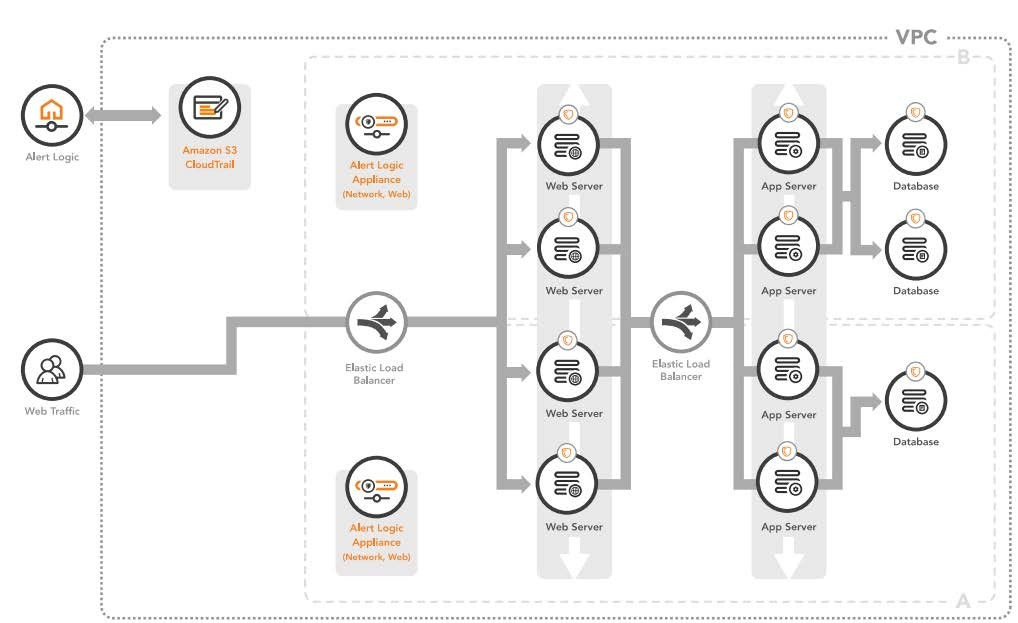 VPC
B
Alert Logic
Amazon S3
CloudTrail
Alert Logic
Appliance
(Network, Web)
Web Server
App Server
Database
Web Server
App Server
Database
Web Traffic
Elastic Load
Balancer
Elastic Load
Balancer
Web Server
App Server
Database
Alert Logic
Appliance
(Network, Web)
Web Server
App Server
A